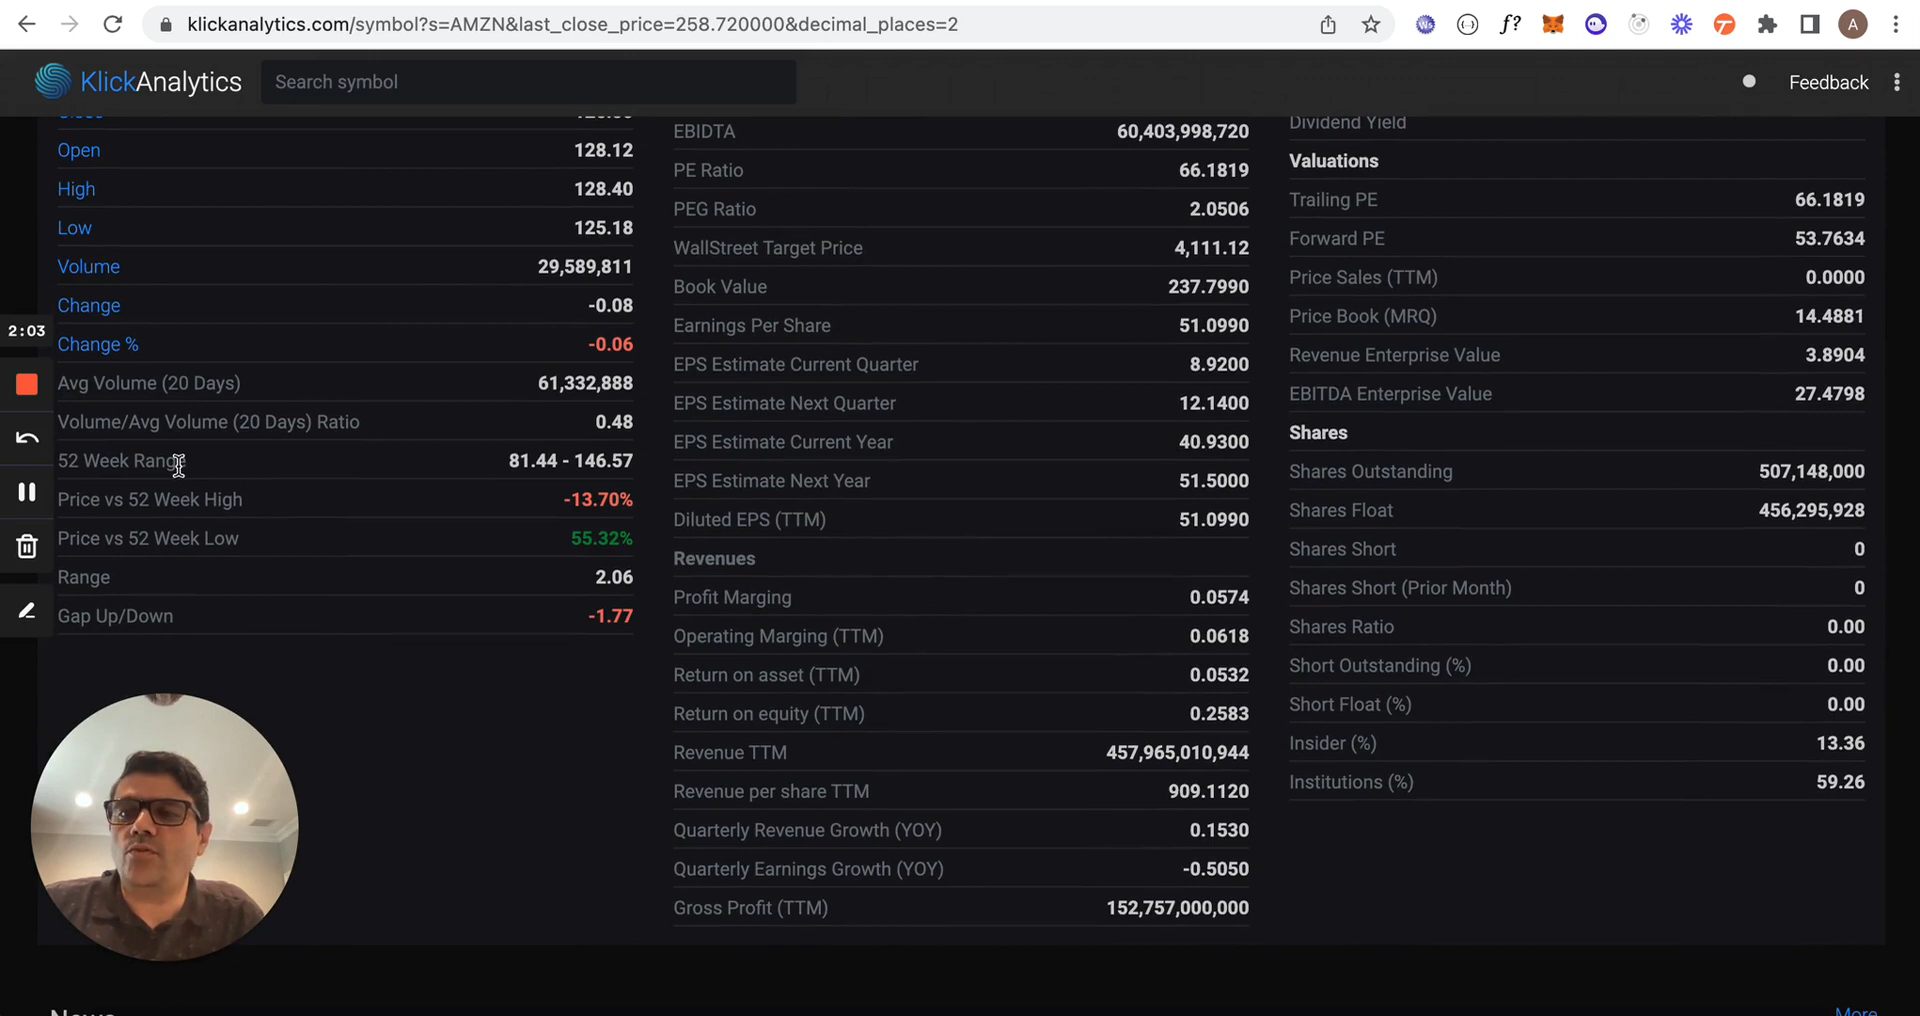 klickanalytics.com/symbol?s=AMZN&last_close_price=258.720000&decimal_places=2
A
KlickAnalytics
Search symbol
Feedback
Open 128.12
High 128.40
Low 125.18
Volume 29,589,811
Change -0.08
2:03
Change % -0.06
Avg Volume (20 Days) 61,332,888
Volume/Avg Volume (20 Days) Ratio 0.48
52 Week Range 81.44 - 146.57
Price vs 52 Week High -13.70%
Price vs 52 Week Low 55.32%
Range 2.06
Gap Up/Down -1.77
EBIDTA 60,403,998,720
PE Ratio 66.1819
PEG Ratio 2.0506
WallStreet Target Price 4,111.12
Book Value 237.7990
Earnings Per Share 51.0990
EPS Estimate Current Quarter 8.9200
EPS Estimate Next Quarter 12.1400
EPS Estimate Current Year 40.9300
EPS Estimate Next Year 51.5000
Diluted EPS (TTM) 51.0990
Revenues
Profit Marging 0.0574
Operating Marging (TTM) 0.0618
Return on asset (TTM) 0.0532
Return on equity (TTM) 0.2583
Revenue TTM 457,965,010,944
Revenue per share TTM 909.1120
Quarterly Revenue Growth (YOY) 0.1530
Quarterly Earnings Growth (YOY) -0.5050
Gross Profit (TTM) 152,757,000,000
Dividend Yield
Valuations
Trailing PE 66.1819
Forward PE 53.7634
Price Sales (TTM) 0.0000
Price Book (MRQ) 14.4881
Revenue Enterprise Value 3.8904
EBITDA Enterprise Value 27.4798
Shares
Shares Outstanding 507,148,000
Shares Float 456,295,928
Shares Short 0
Shares Short (Prior Month) 0
Shares Ratio 0.00
Short Outstanding (%) 0.00
Short Float (%) 0.00
Insider (%) 13.36
Institutions (%) 59.26
News
More